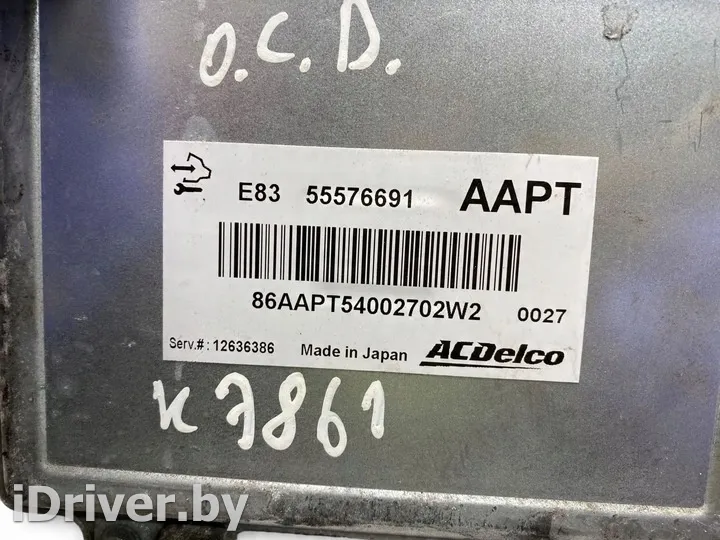 O.C.D.
E83 55576691 AAPT
86AAPT54002702W2 0027
Serv.#: 12636386 Made in Japan ACDelco
K7861
iDriver.by